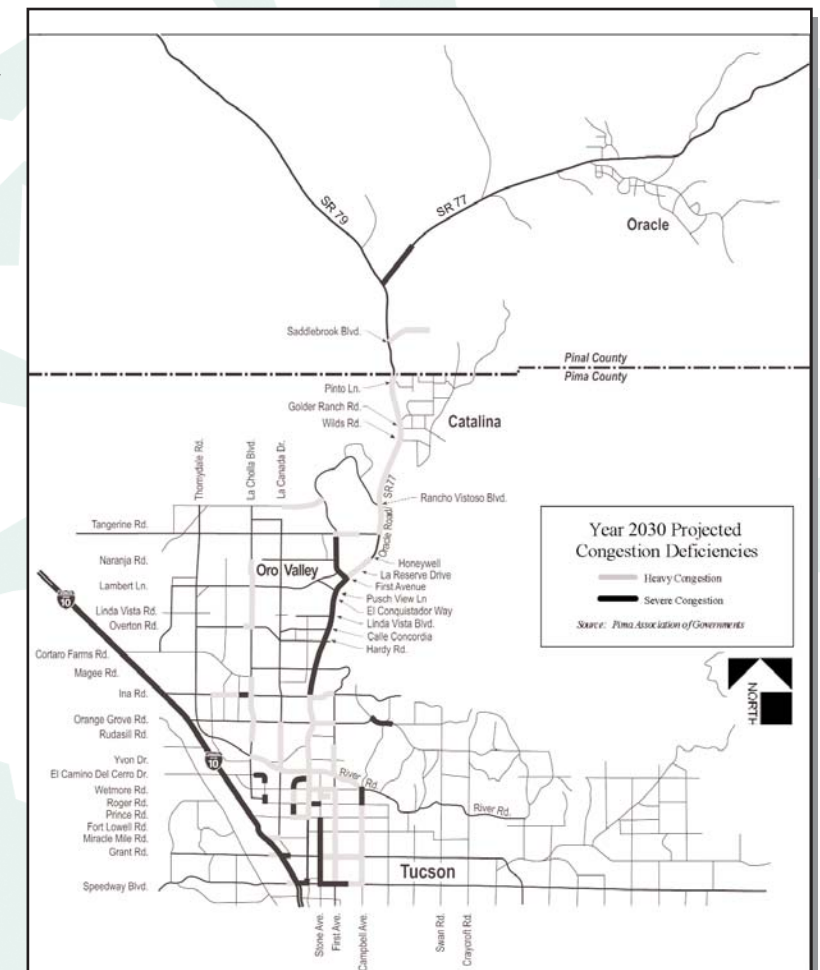 SR 79
SR 77
Oracle
Saddlebrook Blvd.
Pinal County
Pima County
Pinto Ln.
Golder Ranch Rd.
Wilds Rd.
Catalina
Thornydale Rd.
La Cholla Blvd.
La Canada Dr.
Oracle Road/ SR77
Rancho Vistoso Blvd.
Tangerine Rd.
Naranja Rd.
Oro Valley
Lambert Ln.
Linda Vista Rd.
Overton Rd.
Honeywell
La Reserve Drive
First Avenue
Pusch View Ln
El Conquistador Way
Linda Vista Blvd.
Calle Concordia
Hardy Rd.
Year 2030 Projected
Congestion Deficiencies
Heavy Congestion
Severe Congestion
Source: Pima Association of Governments
NORTH
10
Cortaro Farms Rd.
Magee Rd.
Ina Rd.
Orange Grove Rd.
Rudasill Rd.
10
Yvon Dr.
El Camino Del Cerro Dr.
Wetmore Rd.
Roger Rd.
Prince Rd.
Fort Lowell Rd.
Miracle Mile Rd.
Grant Rd.
Speedway Blvd.
River Rd.
River Rd.
Tucson
Stone Ave.
First Ave.
Campbell Ave.
Swan Rd.
Craycroft Rd.